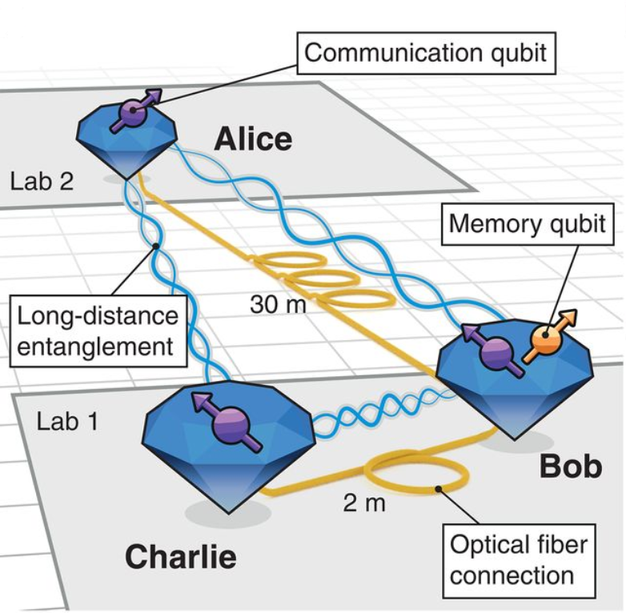 Communication qubit
Alice
Lab 2
Memory qubit
30 m
Long-distance
entanglement
Lab 1
Bob
2 m
Charlie
Optical fiber
connection